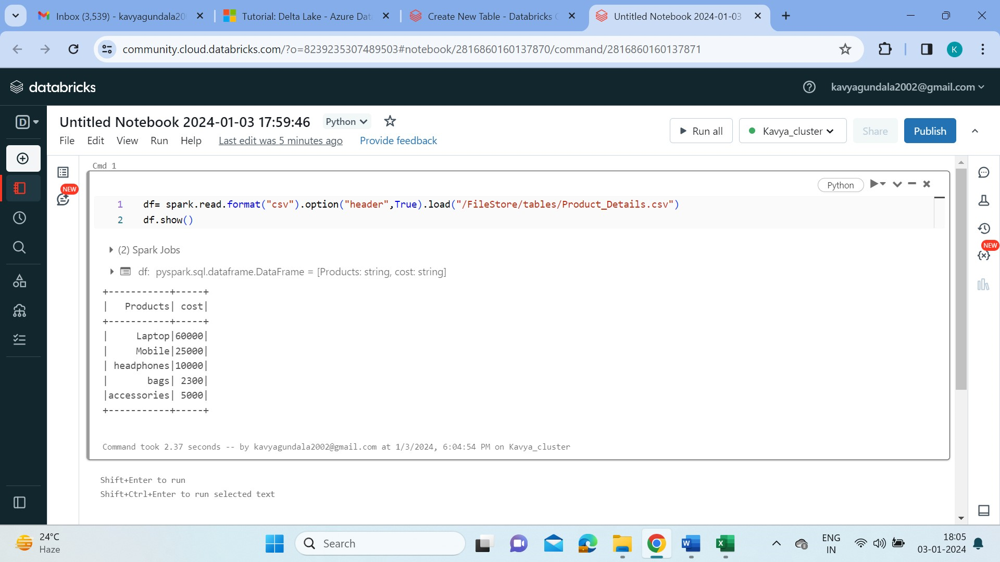 Inbox (3,539) - kavyagundala20
Tutorial: Delta Lake - Azure Dat
Create New Table - Databricks C
Untitled Notebook 2024-01-03
community.cloud.databricks.com/?o=8239235307489503#notebook/2816860160137870/command/2816860160137871
K
databricks
kavyagundala2002@gmail.com
D
Untitled Notebook 2024-01-03 17:59:46
Python
Run all
Kavya_cluster
Share
Publish
File Edit View Run Help Last edit was 5 minutes ago Provide feedback
Cmd 1
NEW
Python
1 df= spark.read.format("csv").option("header",True).load("/FileStore/tables/Product_Details.csv")
2 df.show()
NEW
(2) Spark Jobs
df: pyspark.sql.dataframe.DataFrame = [Products: string, cost: string]
+-----------+-----+
|   Products| cost|
+-----------+-----+
|     Laptop|60000|
|     Mobile|25000|
| headphones|10000|
|       bags| 2300|
|accessories| 5000|
+-----------+-----+
Command took 2.37 seconds -- by kavyagundala2002@gmail.com at 1/3/2024, 6:04:54 PM on Kavya_cluster
Shift+Enter to run
Shift+Ctrl+Enter to run selected text
24°C
Haze
Search
W
X
ENG
IN
18:05
03-01-2024